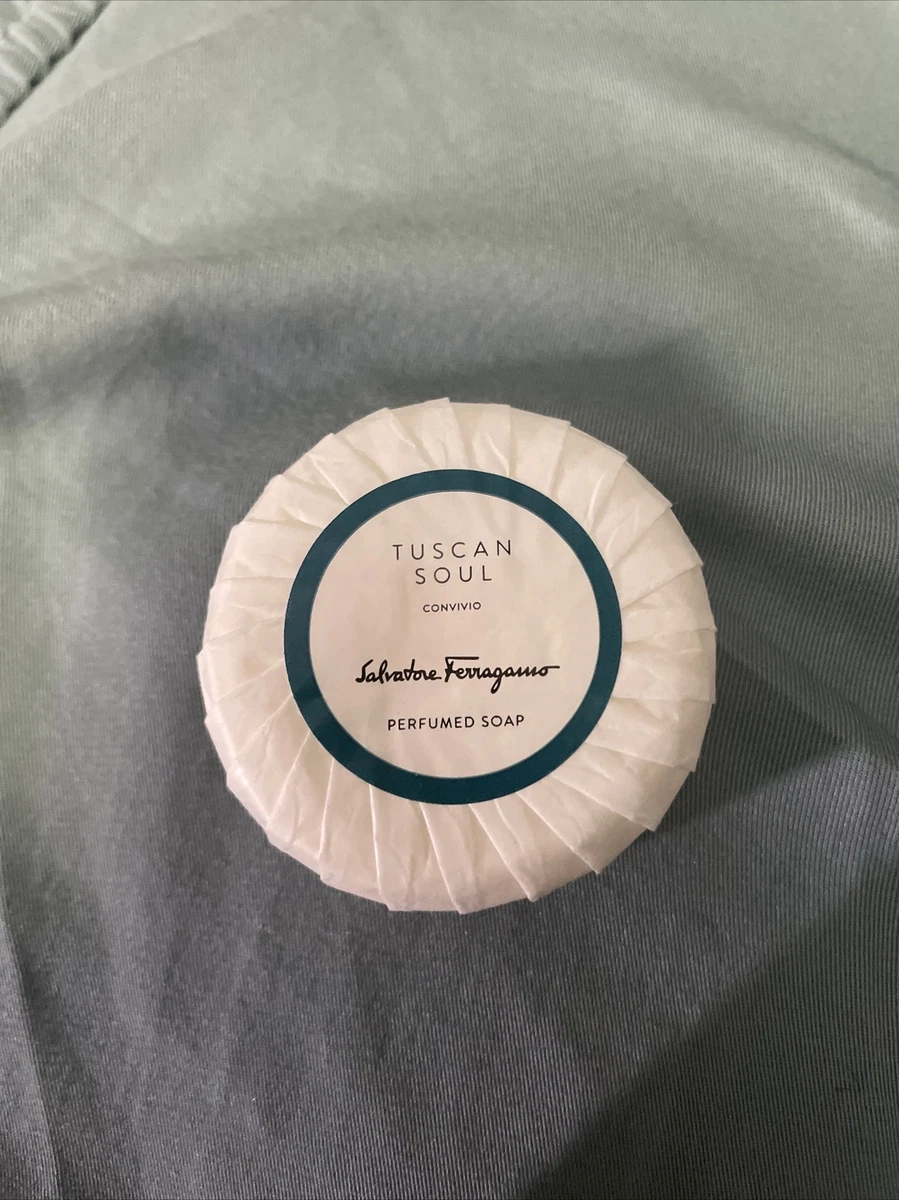 TUSCAN
SOUL
CONVIVIO
Salvatore Ferragamo
PERFUMED SOAP